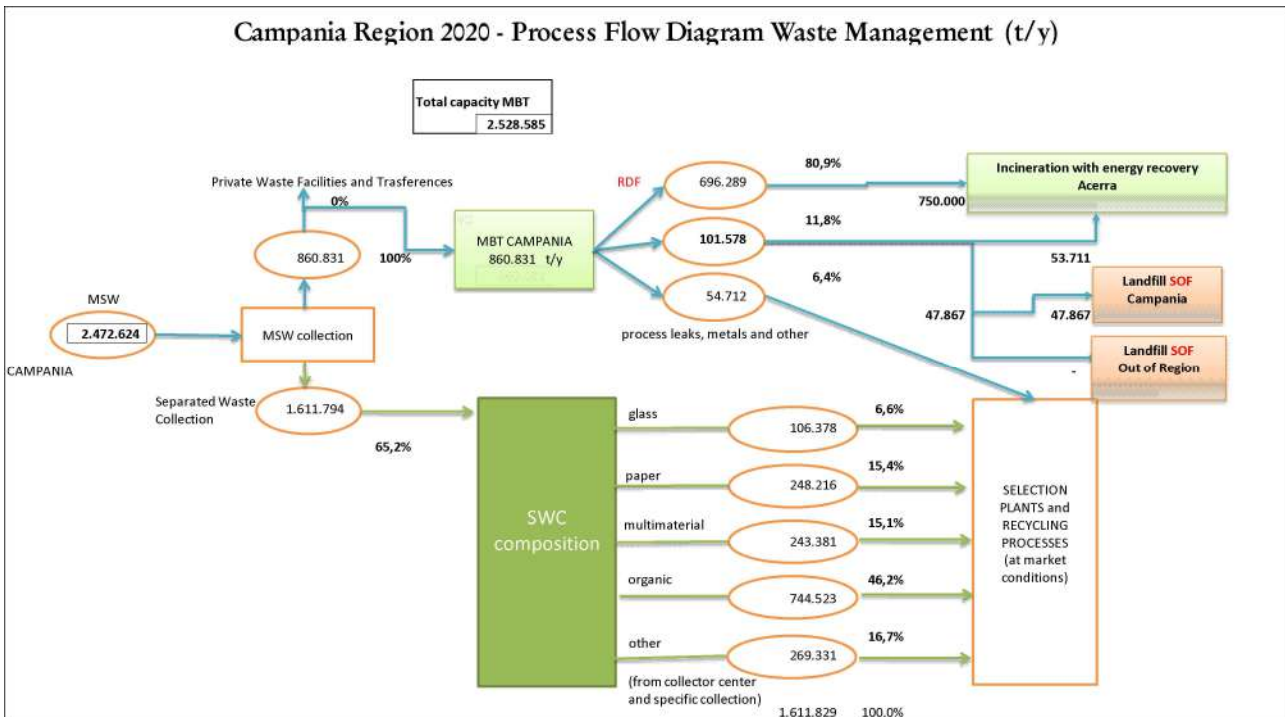 Campania Region 2020 - Process Flow Diagram Waste Management (t/y)
Total capacity MBT
2.528.585
Private Waste Facilities and Trasferences
0%
860.831
100%
MBT CAMPANIA
860.831 t/y
RDF
696.289
80,9%
Incineration with energy recovery
Acerra
750.000
101.578
11,8%
53.711
54.712
6,4%
process leaks, metals and other
47.867
47.867
Landfill SOF
Campania
Landfill SOF
Out of Region
-
MSW
2.472.624
CAMPANIA
MSW collection
Separated Waste
Collection
1.611.794
65,2%
SWC
composition
glass
106.378
6,6%
paper
248.216
15,4%
multimaterial
243.381
15,1%
organic
744.523
46,2%
other
269.331
16,7%
(from collector center
and specific collection)
1.611.829 100,0%
SELECTION
PLANTS and
RECYCLING
PROCESSES
(at market
conditions)